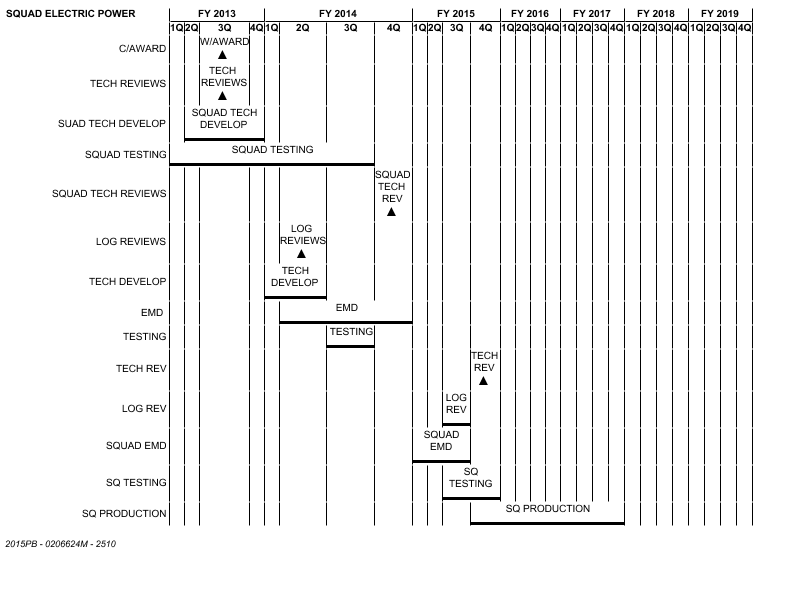 SQUAD ELECTRIC POWER FY 2013 FY 2014 FY 2015 FY 2016 FY 2017 FY 2018 FY 2019
1Q 2Q 3Q 4Q 1Q 2Q 3Q 4Q 1Q 2Q 3Q 4Q 1Q 2Q 3Q 4Q 1Q 2Q 3Q 4Q 1Q 2Q 3Q 4Q 1Q 2Q 3Q 4Q
C/AWARD W/AWARD
TECH REVIEWS TECH
REVIEWS
SUAD TECH DEVELOP SQUAD TECH
DEVELOP
SQUAD TESTING SQUAD TESTING
SQUAD TECH REVIEWS SQUAD
TECH
REV
LOG REVIEWS LOG
REVIEWS
TECH DEVELOP TECH
DEVELOP
EMD EMD
TESTING TESTING
TECH REV TECH
REV
LOG REV LOG
REV
SQUAD EMD SQUAD
EMD
SQ TESTING SQ
TESTING
SQ PRODUCTION SQ PRODUCTION
2015PB - 0206624M - 2510